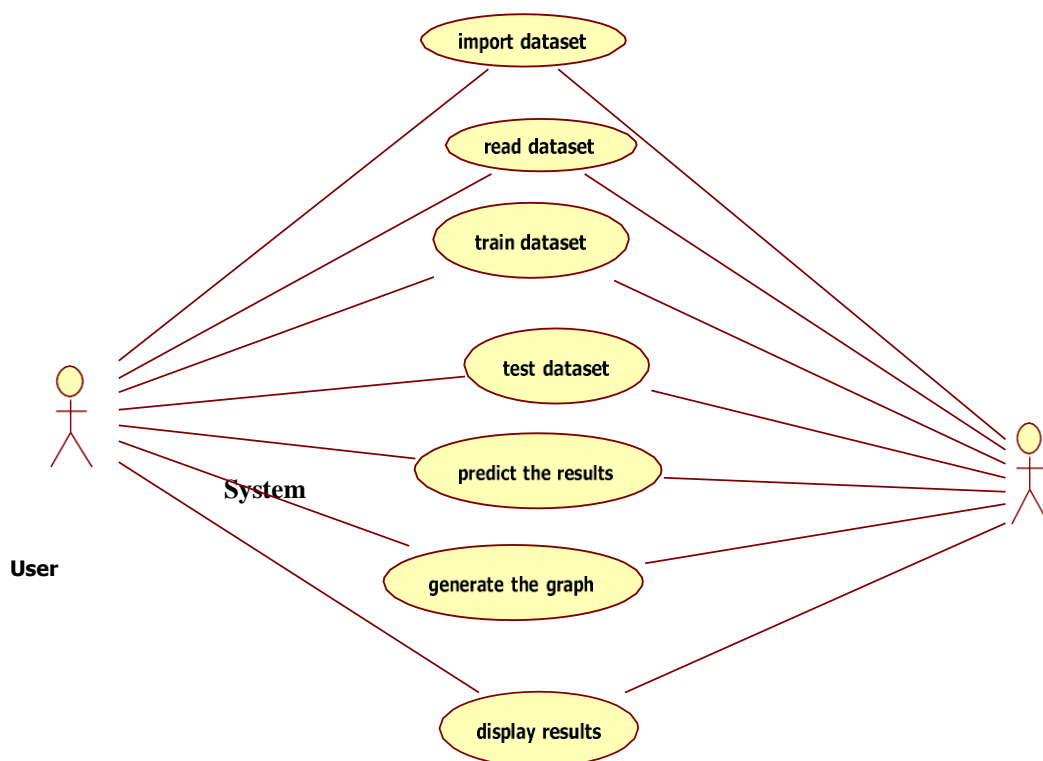 import dataset
read dataset
train dataset
test dataset
predict the results
System
User
generate the graph
display results